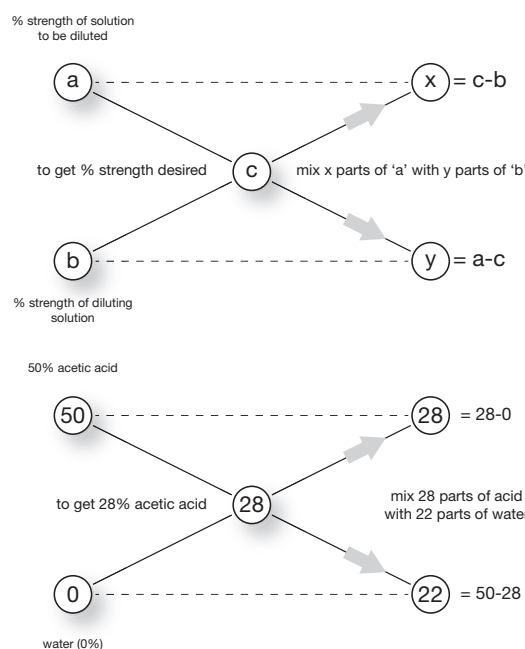 % strength of solution
to be diluted
a
x = c-b
to get % strength desired
c
mix x parts of ‘a’ with y parts of ‘b’
b
y = a-c
% strength of diluting
solution
50% acetic acid
50
28 = 28-0
to get 28% acetic acid
28
mix 28 parts of acid
with 22 parts of water
0
22 = 50-28
water (0%)